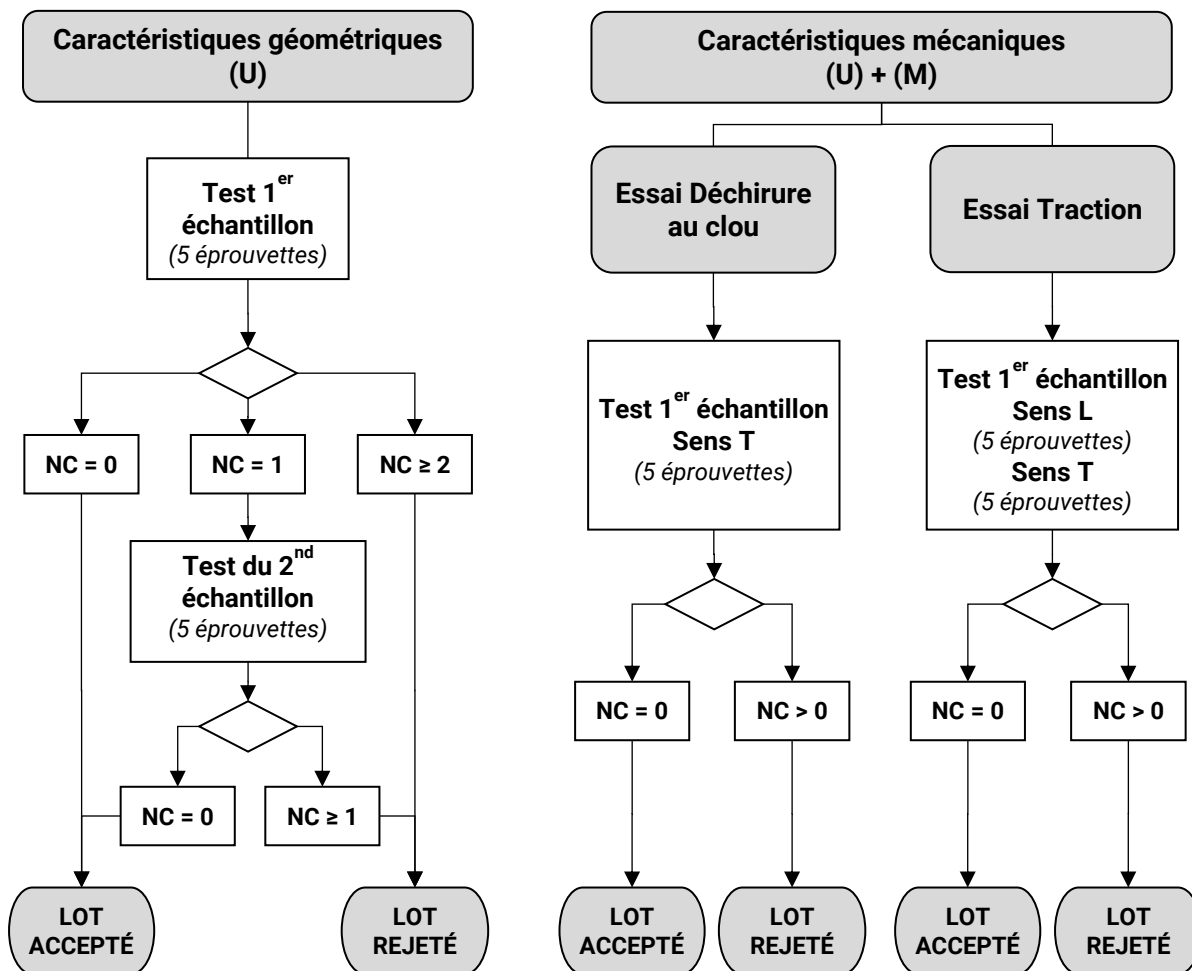 Caractéristiques géométriques
(U)
Test 1er
échantillon
(5 éprouvettes)
NC = 0
NC = 1
NC ≥ 2
Test du 2nd
échantillon
(5 éprouvettes)
NC = 0
NC ≥ 1
LOT
ACCEPTÉ
LOT
REJETÉ
Caractéristiques mécaniques
(U) + (M)
Essai Déchirure
au clou
Essai Traction
Test 1er échantillon
Sens T
(5 éprouvettes)
Test 1er échantillon
Sens L
(5 éprouvettes)
Sens T
(5 éprouvettes)
NC = 0
NC > 0
NC = 0
NC > 0
LOT
ACCEPTÉ
LOT
REJETÉ
LOT
ACCEPTÉ
LOT
REJETÉ